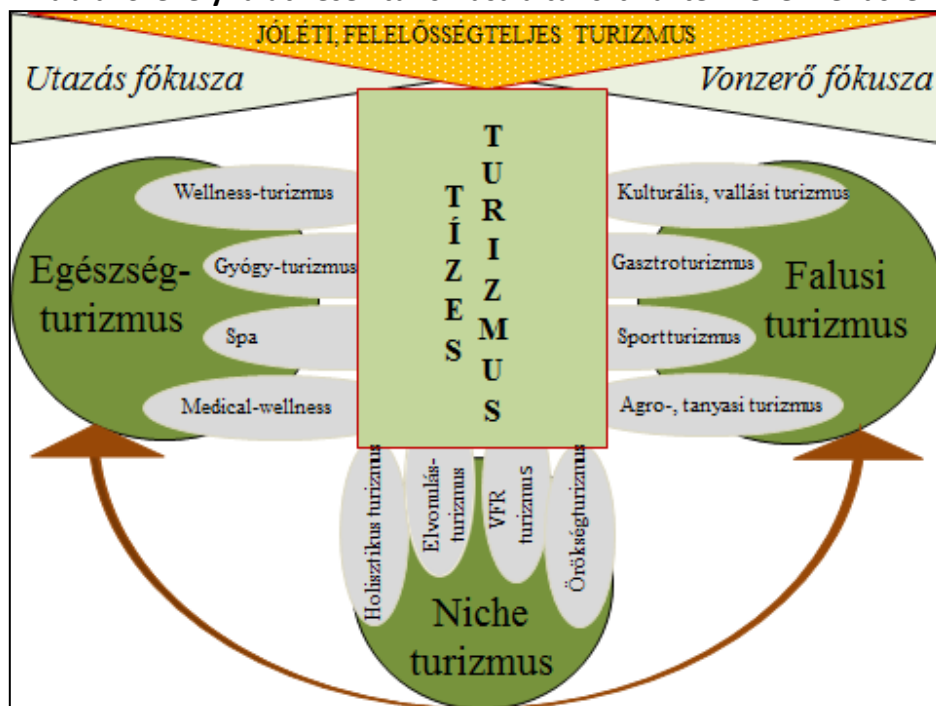 JÓLÉTI, FELELŐSSÉGTELJES TURIZMUS
Utazás fókusza
Vonzerő fókusza
TÍZES
TURIZMUS
Wellness-turizmus
Gyógy-turizmus
Spa
Medical-wellness
Egészség-
turizmus
Kulturális, vallási turizmus
Gasztroturizmus
Sportturizmus
Agro-, tanyasi turizmus
Falusi
turizmus
Holisztikus turizmus
Elvonulás-
turizmus
VFR
turizmus
Örökségturizmus
Niche
turizmus